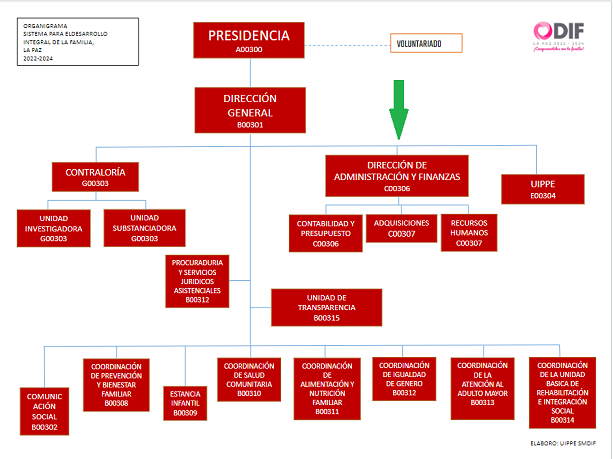 ORGANIGRAMA
SISTEMA PARA ELDESARROLLO
INTEGRAL DE LA FAMILIA,
LA PAZ
2022-2024
PRESIDENCIA
A00300
VOLUNTARIADO
ODIF
LA PAZ 2022 - 2024
¡Comprometidos con tu familia!
DIRECCIÓN
GENERAL
B00301
CONTRALORÍA
G00303
DIRECCIÓN DE
ADMINISTRACIÓN Y FINANZAS
C00306
UIPPE
E00304
UNIDAD
INVESTIGADORA
G00303
UNIDAD
SUBSTANCIADORA
G00303
CONTABILIDAD Y
PRESUPUESTO
C00306
ADQUISICIONES
C00307
RECURSOS
HUMANOS
C00307
PROCURADURIA
Y SERVICIOS
JURIDICOS
ASISTENCIALES
B00312
UNIDAD DE
TRANSPARENCIA
B00315
COMUNIC
ACIÓN
SOCIAL
B00302
COORDINACIÓN
DE PREVENCIÓN
Y BIENESTAR
FAMILIAR
B00308
ESTANCIA
INFANTIL
B00309
COORDINACIÓN
DE SALUD
COMUNITARIA
B00310
COORDINACIÓN
DE
ALIMENTACIÓN Y
NUTRICIÓN
FAMILIAR
B00311
COORDINACIÓN
DE IGUALDAD DE
GENERO
B00312
COORDINACIÓN
DE LA
ATENCIÓN AL
ADULTO MAYOR
B00313
COORDINACIÓN
DE LA UNIDAD
BASICA DE
REHABILITACIÓN
E INTEGRACIÓN
SOCIAL
B00314
ELABORO: UIPPE SMDIF